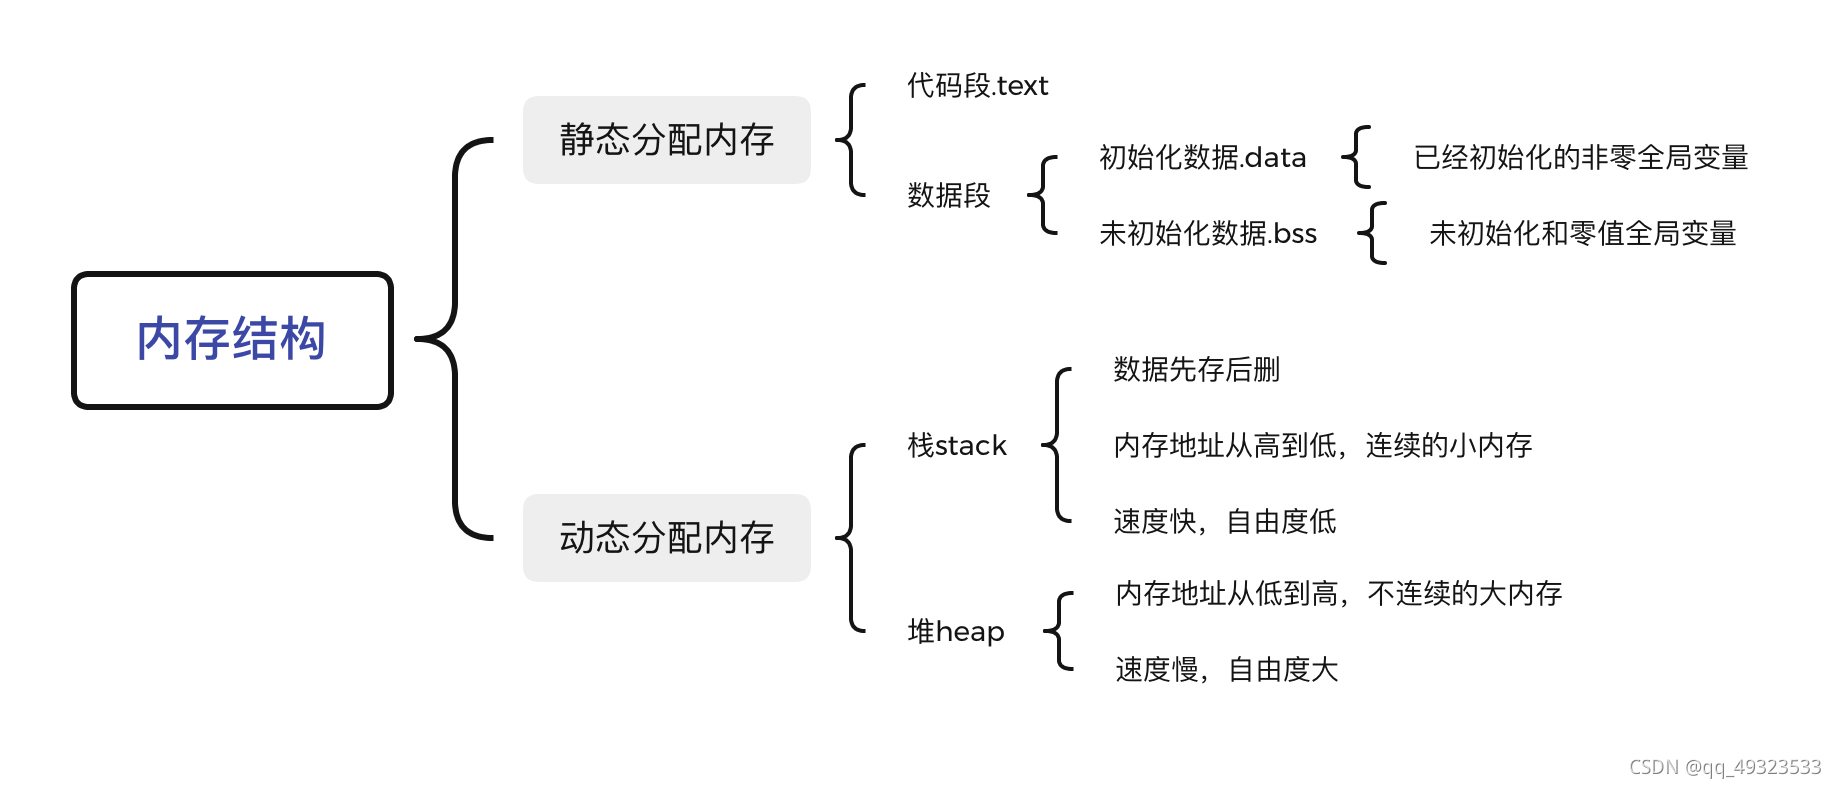 内存结构
静态分配内存
代码段.text
数据段
初始化数据.data
已经初始化的非零全局变量
未初始化数据.bss
未初始化和零值全局变量
动态分配内存
栈stack
数据先存后删
内存地址从高到低，连续的小内存
速度快，自由度低
堆heap
内存地址从低到高，不连续的大内存
速度慢，自由度大
CSDN @qq_49323533